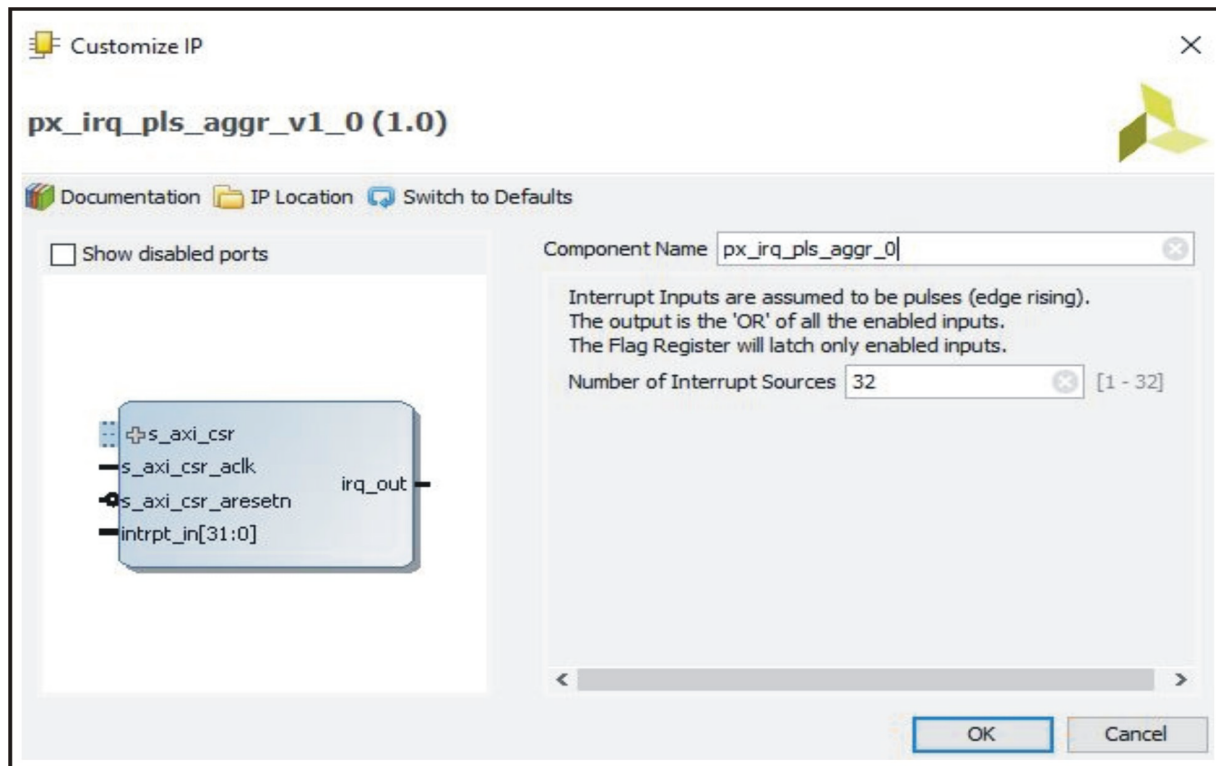 Customize IP
px_irq_pls_aggr_v1_0 (1.0)
Documentation IP Location Switch to Defaults
Show disabled ports
s_axi_csr
s_axi_csr_aclk
s_axi_csr_aresetn
intrpt_in[31:0]
irq_out
Component Name px_irq_pls_aggr_0
Interrupt Inputs are assumed to be pulses (edge rising).
The output is the 'OR' of all the enabled inputs.
The Flag Register will latch only enabled inputs.
Number of Interrupt Sources 32 [1 - 32]
OK Cancel